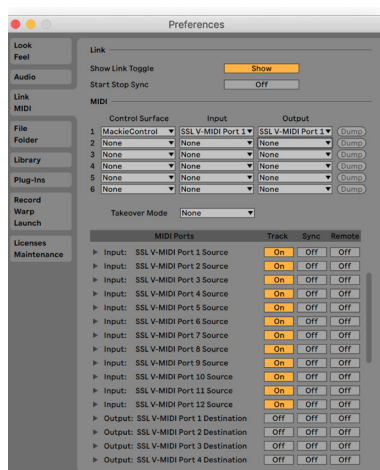 Preferences
Look
Feel
Audio
Link
MIDI
File
Folder
Library
Plug-Ins
Record
Warp
Launch
Licenses
Maintenance
Link
Show Link Toggle Show
Start Stop Sync Off
MIDI
Control Surface Input Output
1 MackieControl SSL V-MIDI Port 1 SSL V-MIDI Port 1 Dump
2 None None None Dump
3 None None None Dump
4 None None None Dump
5 None None None Dump
6 None None None Dump
Takeover Mode None
MIDI Ports Track Sync Remote
Input: SSL V-MIDI Port 1 Source On Off Off
Input: SSL V-MIDI Port 2 Source On Off Off
Input: SSL V-MIDI Port 3 Source On Off Off
Input: SSL V-MIDI Port 4 Source On Off Off
Input: SSL V-MIDI Port 5 Source On Off Off
Input: SSL V-MIDI Port 6 Source On Off Off
Input: SSL V-MIDI Port 7 Source On Off Off
Input: SSL V-MIDI Port 8 Source On Off Off
Input: SSL V-MIDI Port 9 Source On Off Off
Input: SSL V-MIDI Port 10 Source On Off Off
Input: SSL V-MIDI Port 11 Source On Off Off
Input: SSL V-MIDI Port 12 Source On Off Off
Output: SSL V-MIDI Port 1 Destination Off Off Off
Output: SSL V-MIDI Port 2 Destination Off Off Off
Output: SSL V-MIDI Port 3 Destination Off Off Off
Output: SSL V-MIDI Port 4 Destination Off Off Off